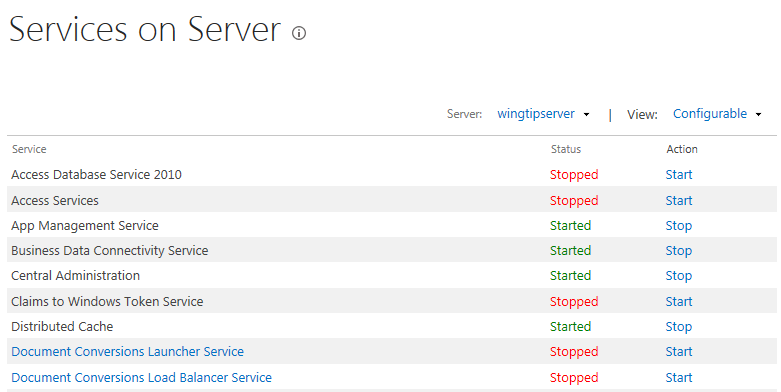 Services on Server
Server: wingtipserver | View: Configurable
Service Status Action
Access Database Service 2010 Stopped Start
Access Services Stopped Start
App Management Service Started Stop
Business Data Connectivity Service Started Stop
Central Administration Started Stop
Claims to Windows Token Service Stopped Start
Distributed Cache Started Stop
Document Conversions Launcher Service Stopped Start
Document Conversions Load Balancer Service Stopped Start